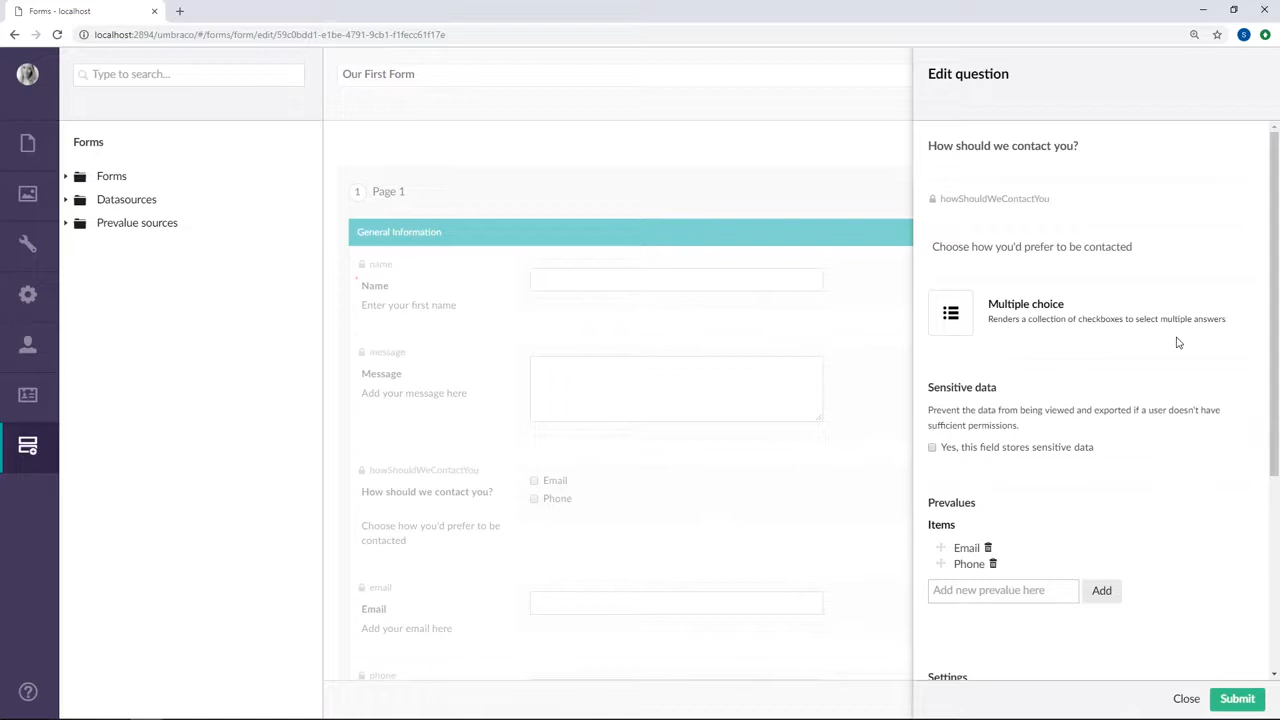 Forms - localhost
localhost:2894/umbraco/#/forms/form/edit/59c0bdd1-e1be-4791-9cb1-f1fecc61f17e
S
Type to search...
Forms
Forms
Datasources
Prevalue sources
Our First Form
1 Page 1
General Information
name
* Name
Enter your first name
message
Message
Add your message here
howShouldWeContactYou
How should we contact you?
Choose how you'd prefer to be
contacted
Email
Phone
email
Email
Add your email here
phone
Edit question
How should we contact you?
howShouldWeContactYou
Choose how you'd prefer to be contacted
Multiple choice
Renders a collection of checkboxes to select multiple answers
Sensitive data
Prevent the data from being viewed and exported if a user doesn't have
sufficient permissions.
Yes, this field stores sensitive data
Prevalues
Items
Email
Phone
Add new prevalue here
Add
Settings
Close
Submit